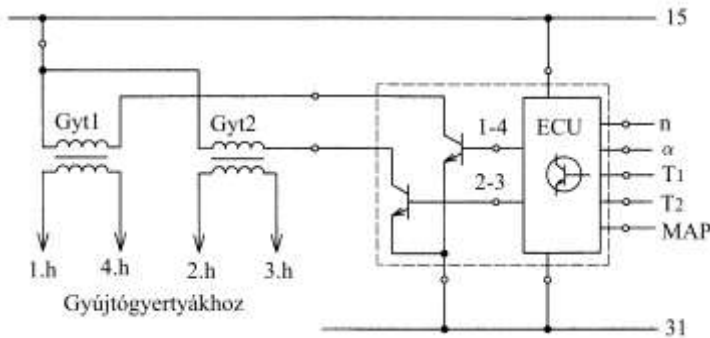 15
Gyt1
Gyt2
1-4
ECU
n
α
2-3
T1
T2
MAP
1.h
4.h
2.h
3.h
Gyújtógyertyákhoz
31